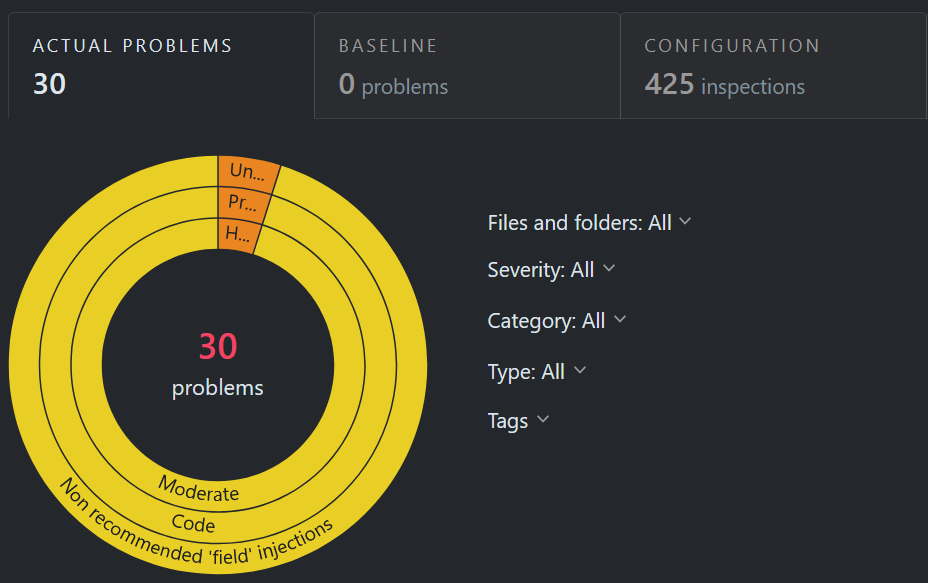 ACTUAL PROBLEMS
30
BASELINE
0 problems
CONFIGURATION
425 inspections
Un...
Pr...
H...
30
problems
Moderate
Code
Non recommended 'field' injections
Files and folders: All
Severity: All
Category: All
Type: All
Tags